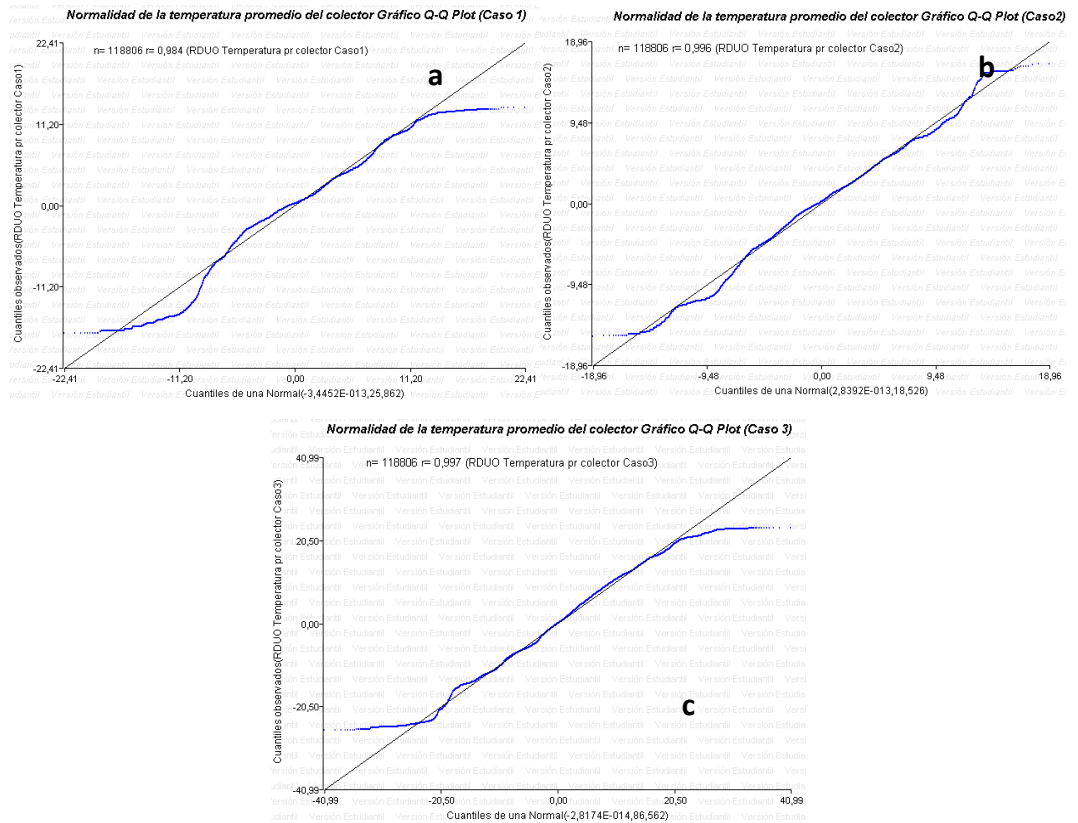 Normalidad de la temperatura promedio del colector Gráfico Q-Q Plot (Caso 1)
n= 118806 r= 0,984 (RDUO Temperatura pr colector Caso1)
a
Cuantiles observados(RDUO Temperatura pr colector Caso1)
22,41
11,20
0,00
-11,20
-22,41
-22,41
-11,20
0,00
11,20
22,41
Cuantiles de una Normal(-3,4452E-013,25,862)
Normalidad de la temperatura promedio del colector Gráfico Q-Q Plot (Caso2)
n= 118806 r= 0,996 (RDUO Temperatura pr colector Caso2)
b
Cuantiles observados(RDUO Temperatura pr colector Caso2)
18,96
9,48
0,00
-9,48
-18,96
-18,96
-9,48
0,00
9,48
18,96
Cuantiles de una Normal(2,8392E-013,18,526)
Normalidad de la temperatura promedio del colector Gráfico Q-Q Plot (Caso 3)
n= 118806 r= 0,997 (RDUO Temperatura pr colector Caso3)
c
Cuantiles observados(RDUO Temperatura pr colector Caso3)
40,99
20,50
0,00
-20,50
-40,99
-40,99
-20,50
0,00
20,50
40,99
Cuantiles de una Normal(-2,8174E-014,86,562)
Versión Estudiantil